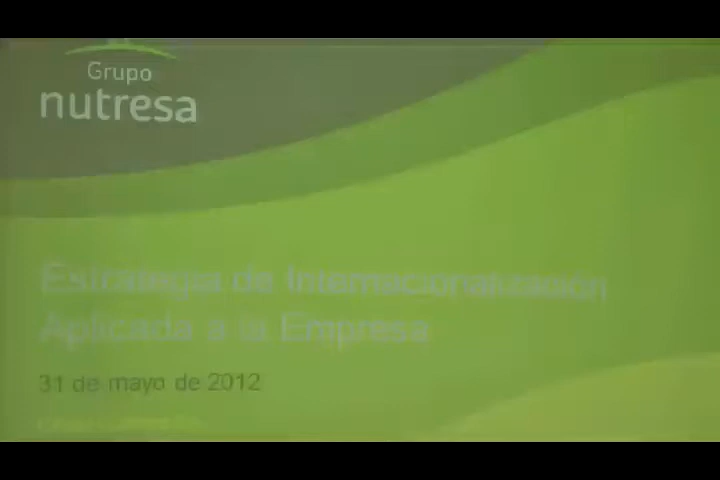 Grupo
nutresa
Estrategia de Internacionalización
Aplicada a la Empresa
31 de mayo de 2012